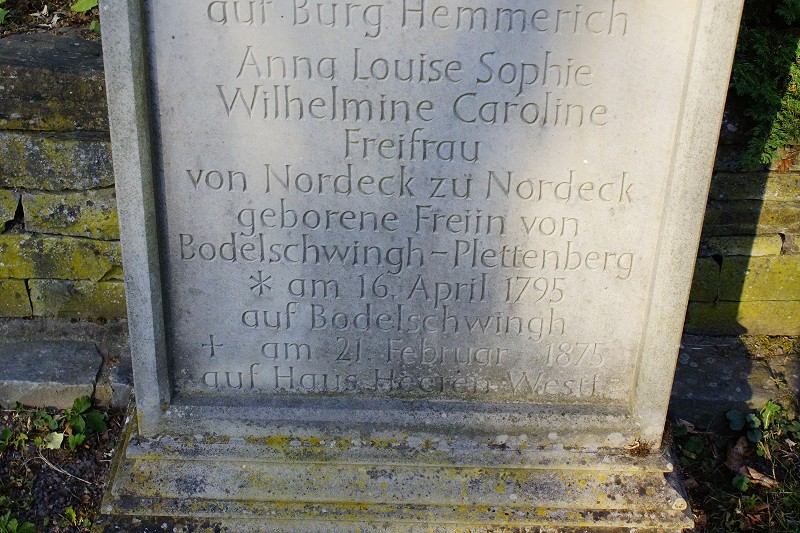 auf Burg Hemmerich
Anna Louise Sophie
Wilhelmine Caroline
Freifrau
von Nordeck zu Nordeck
geborene Freiin von
Bodelschwingh-Plettenberg
* am 16. April 1795
auf Bodelschwingh
+ am 21. Februar 1875
auf Haus Heeren Westf.